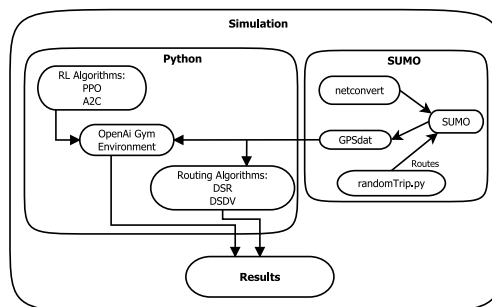 Simulation
Python
RL Algorithms:
PPO
A2C
OpenAi Gym
Environment
Routing Algorithms:
DSR
DSDV
SUMO
netconvert
SUMO
GPSdat
Routes
randomTrip.py
Results